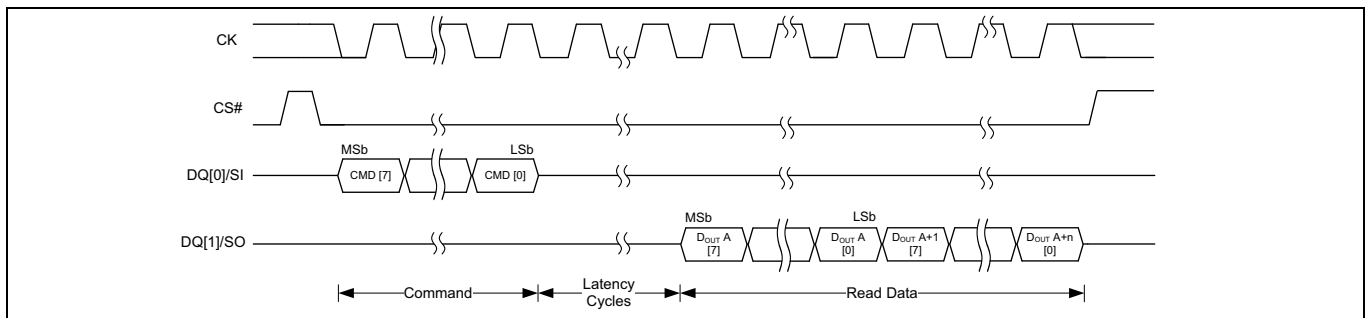 CK
CS#
MSb LSb
DQ[0]/SI CMD [7] CMD [0]
MSb LSb
DQ[1]/SO DOUT A [7] DOUT A [0] DOUT A+1 [7] DOUT A+n [0]
Command Latency Cycles Read Data